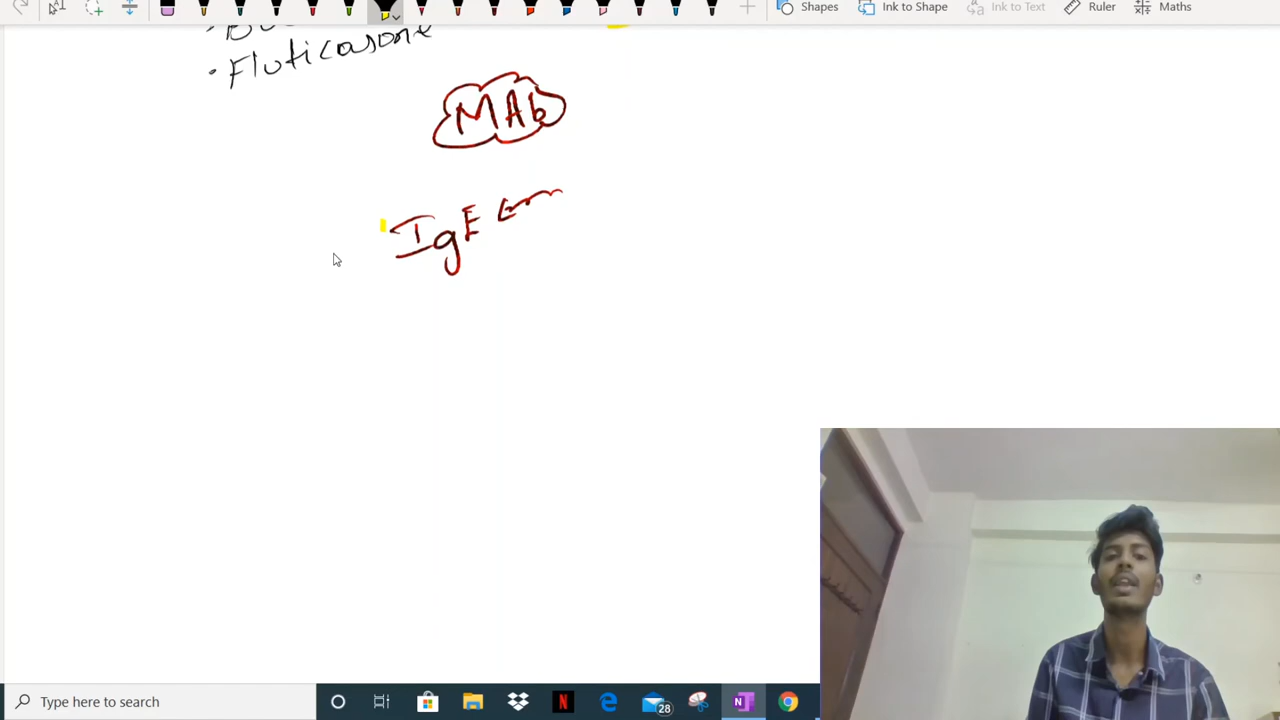 Shapes Ink to Shape Ink to Text Ruler Maths
• Fluticasone
MAb
IgE
Type here to search
28